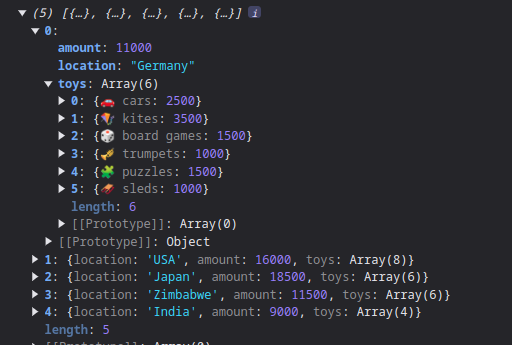 ▼ (5) [{…}, {…}, {…}, {…}, {…}] i
▼ 0:
amount: 11000
location: "Germany"
▼ toys: Array(6)
▶ 0: {🚗 cars: 2500}
▶ 1: {🪁 kites: 3500}
▶ 2: {🎲 board games: 1500}
▶ 3: {🎺 trumpets: 1000}
▶ 4: {🧩 puzzles: 1500}
▶ 5: {🛷 sleds: 1000}
length: 6
▶ [[Prototype]]: Array(0)
▶ [[Prototype]]: Object
▶ 1: {location: 'USA', amount: 16000, toys: Array(8)}
▶ 2: {location: 'Japan', amount: 18500, toys: Array(6)}
▶ 3: {location: 'Zimbabwe', amount: 11500, toys: Array(6)}
▶ 4: {location: 'India', amount: 9000, toys: Array(4)}
length: 5